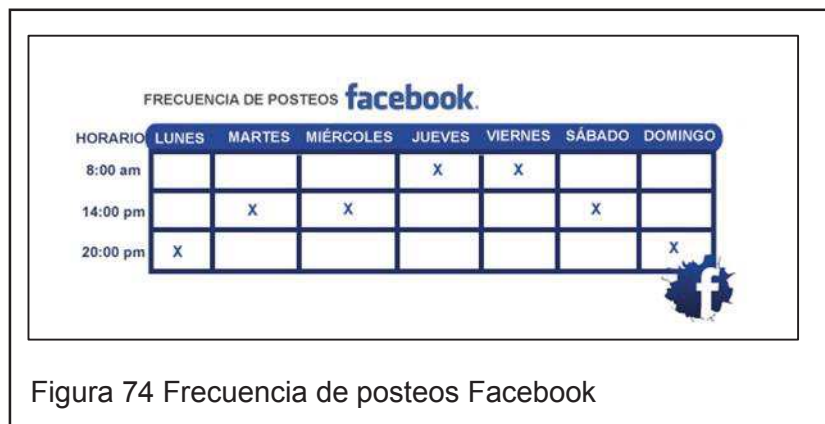 FRECUENCIA DE POSTEOS facebook.
HORARIO LUNES MARTES MIÉRCOLES JUEVES VIERNES SÁBADO DOMINGO
8:00 am X X
14:00 pm X X X
20:00 pm X X
f
Figura 74 Frecuencia de posteos Facebook